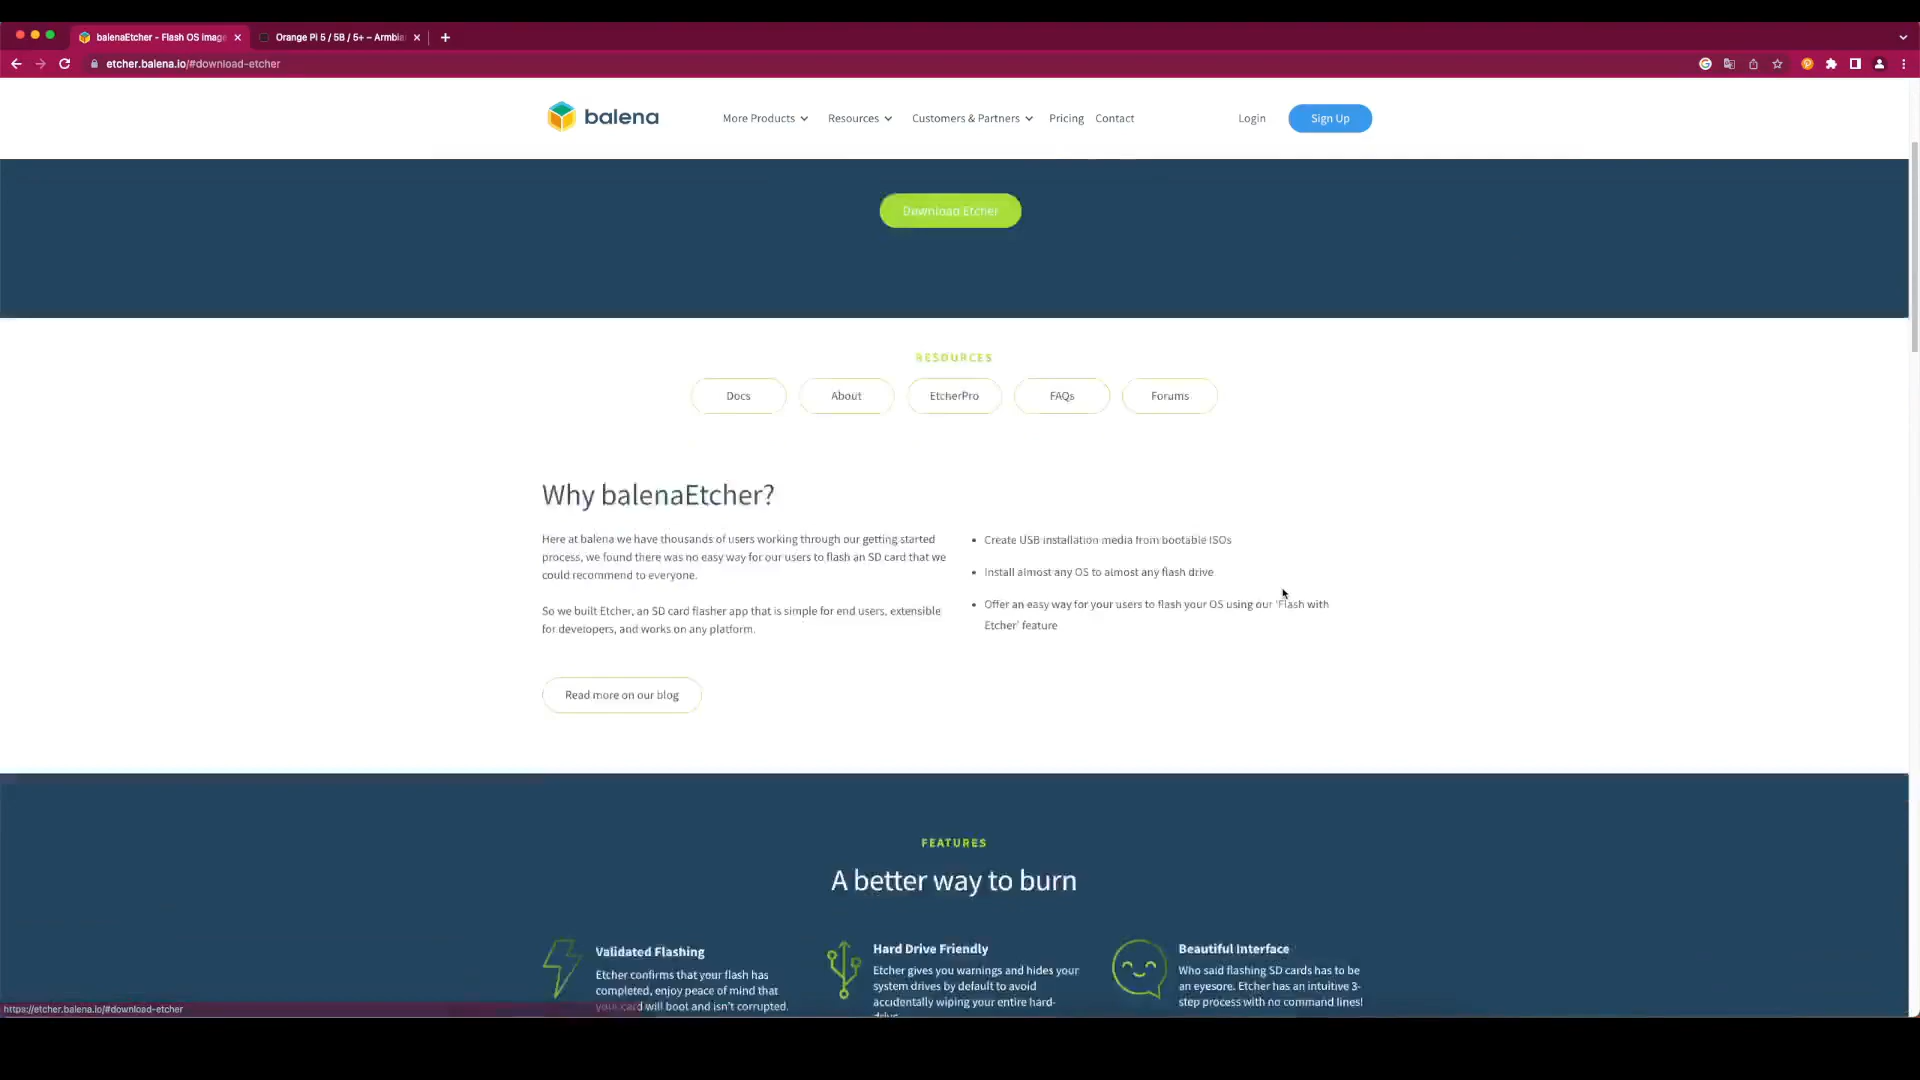 balenaEtcher - Flash OS imag
Orange Pi 5 / 5B / 5+ – Armbi
etcher.balena.io/#download-etcher
balena
More Products
Resources
Customers & Partners
Pricing
Contact
Login
Sign Up
Download Etcher
RESOURCES
Docs
About
EtcherPro
FAQs
Forums
Why balenaEtcher?
Here at balena we have thousands of users working through our getting started
process, we found there was no easy way for our users to flash an SD card that we
could recommend to everyone.
So we built Etcher, an SD card flasher app that is simple for end users, extensible
for developers, and works on any platform.
• Create USB installation media from bootable ISOs
• Install almost any OS to almost any flash drive
• Offer an easy way for your users to flash your OS using our 'Flash with
Etcher' feature
Read more on our blog
FEATURES
A better way to burn
Validated Flashing
Etcher confirms that your flash has
completed, enjoy peace of mind that
your card will boot and isn't corrupted.
Hard Drive Friendly
Etcher gives you warnings and hides your
system drives by default to avoid
accidentally wiping your entire hard-
drive
Beautiful Interface
Who said flashing SD cards has to be
an eyesore. Etcher has an intuitive 3-
step process with no command lines!
https://etcher.balena.io/#download-etcher